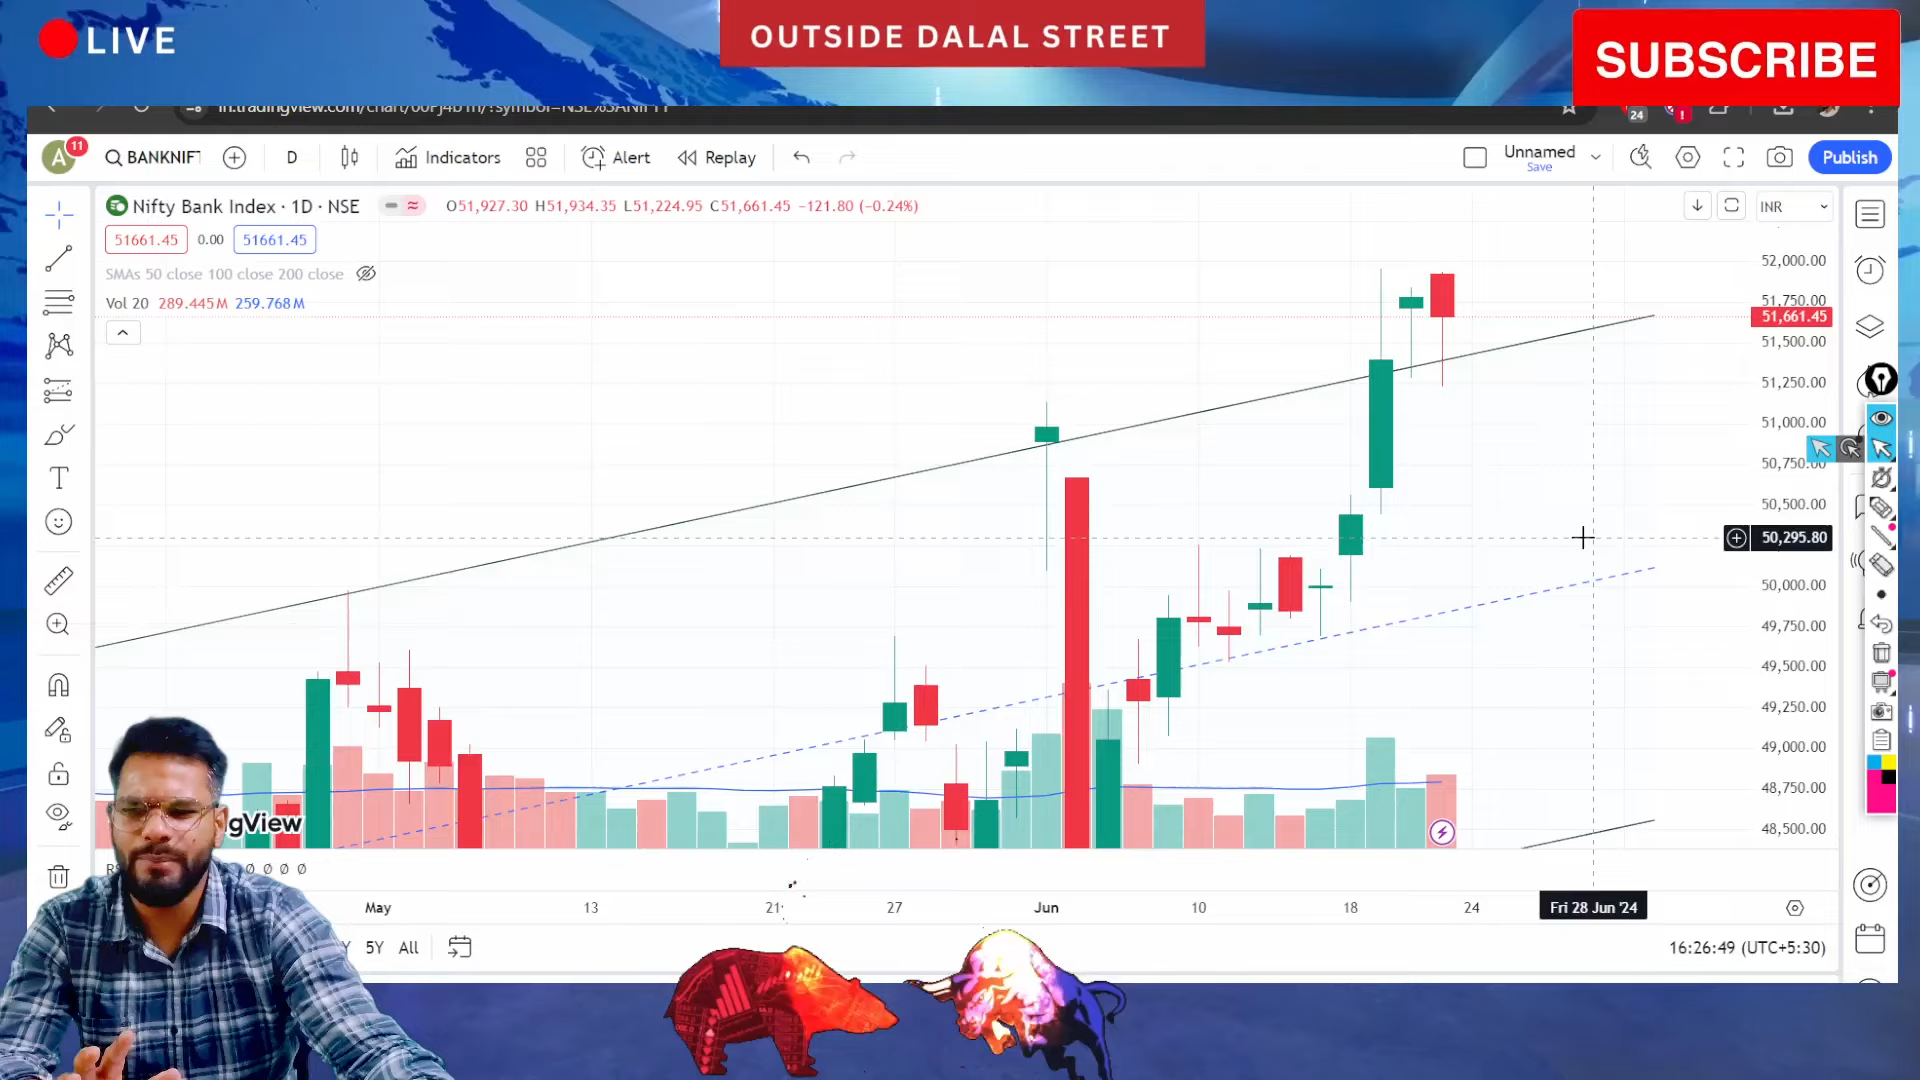 LIVE
OUTSIDE DALAL STREET
SUBSCRIBE
24
!
A
11
BANKNIFT
D
Indicators
Alert
Replay
Unnamed
Save
Publish
Nifty Bank Index · 1D · NSE
O51,927.30 H51,934.35 L51,224.95 C51,661.45 −121.80 (−0.24%)
INR
51661.45 0.00 51661.45
SMAs 50 close 100 close 200 close
Vol 20 289.445M 259.768M
52,000.00
51,750.00
51,661.45
51,500.00
51,250.00
51,000.00
50,750.00
50,500.00
50,295.80
50,000.00
49,750.00
49,500.00
49,250.00
49,000.00
48,750.00
48,500.00
gView
Ø Ø Ø Ø
May 13 21 27 Jun 10 18 24 Fri 28 Jun '24
5Y All
16:26:49 (UTC+5:30)